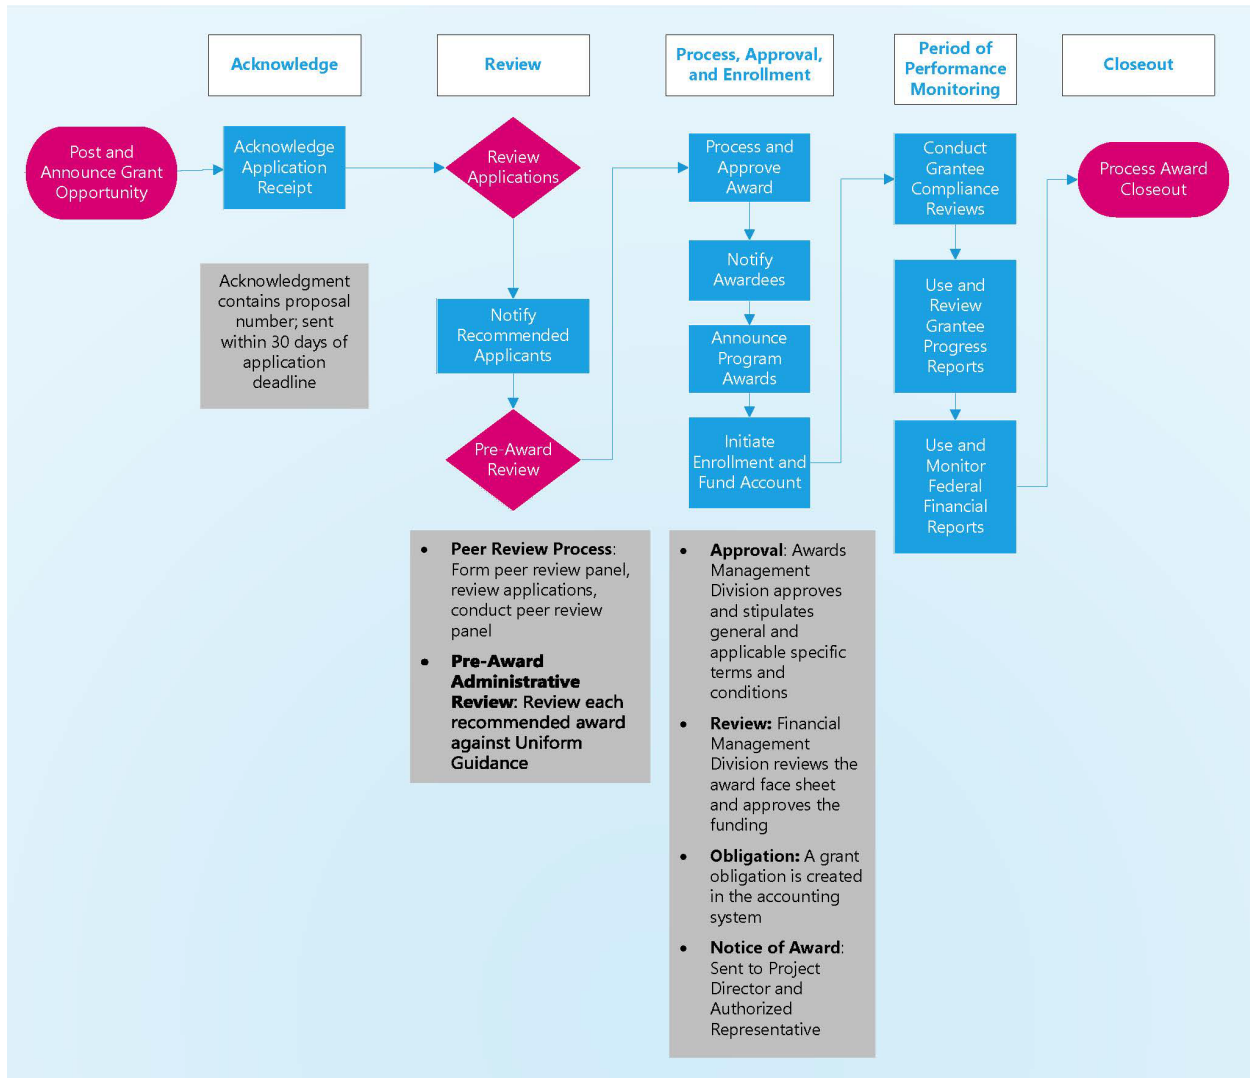 Acknowledge
Review
Process, Approval,
and Enrollment
Period of
Performance
Monitoring
Closeout
Post and
Announce Grant
Opportunity
Acknowledge
Application
Receipt
Acknowledgment
contains proposal
number; sent
within 30 days of
application
deadline
Review
Applications
Notify
Recommended
Applicants
Pre-Award
Review
• Peer Review Process:
Form peer review panel,
review applications,
conduct peer review
panel
• Pre-Award
Administrative
Review: Review each
recommended award
against Uniform
Guidance
Process and
Approve
Award
Notify
Awardees
Announce
Program
Awards
Initiate
Enrollment and
Fund Account
• Approval: Awards
Management
Division approves
and stipulates
general and
applicable specific
terms and
conditions
• Review: Financial
Management
Division reviews the
award face sheet
and approves the
funding
• Obligation: A grant
obligation is created
in the accounting
system
• Notice of Award:
Sent to Project
Director and
Authorized
Representative
Conduct
Grantee
Compliance
Reviews
Use and
Review
Grantee
Progress
Reports
Use and
Monitor
Federal
Financial
Reports
Process Award
Closeout